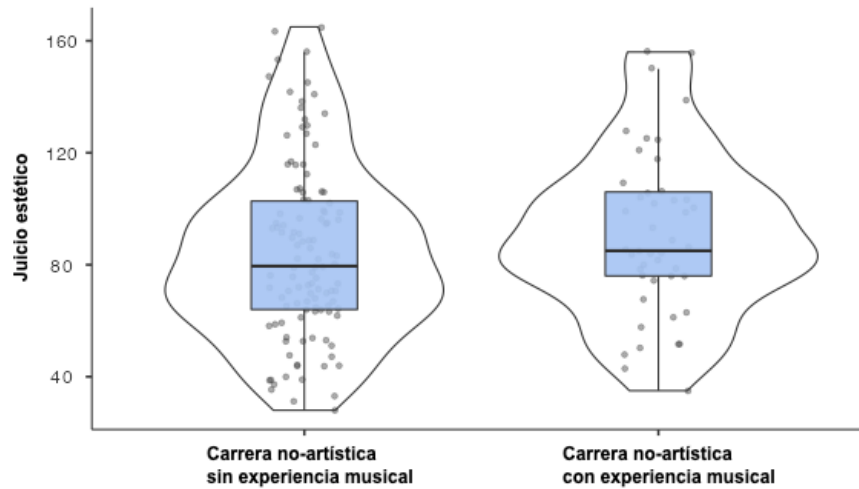 160
120
80
40
Juicio estético
Carrera no-artística
sin experiencia musical
Carrera no-artística
con experiencia musical